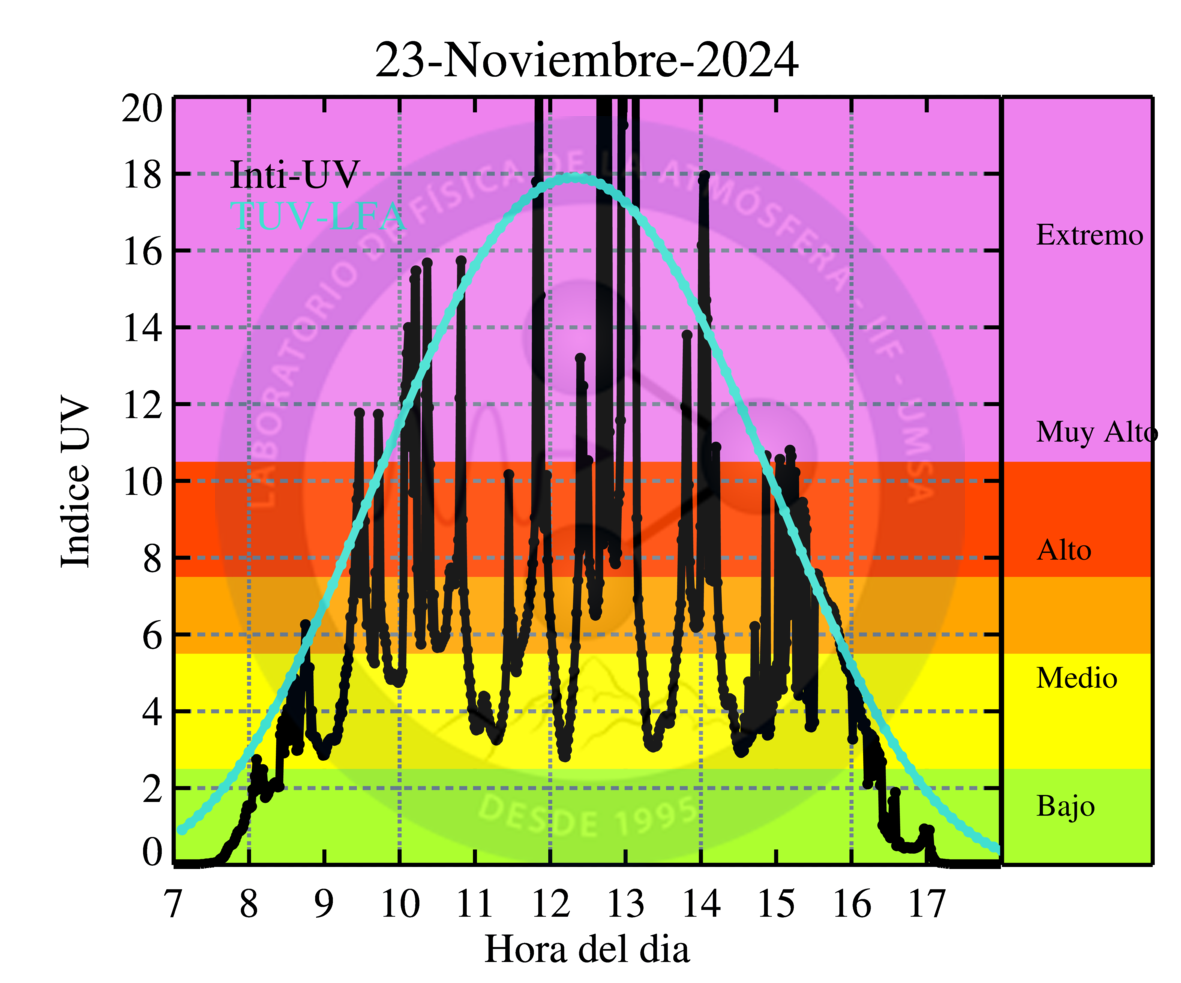 23-Noviembre-2024
20
18
16
14
12
10
8
6
4
2
0
Indice UV
Inti-UV
TUV-LFA
LABORATORIO DE FÍSICA DE LA ATMÓSFERA - IIF - UMSA
DESDE 1995
Extremo
Muy Alto
Alto
Medio
Bajo
7 8 9 10 11 12 13 14 15 16 17
Hora del dia